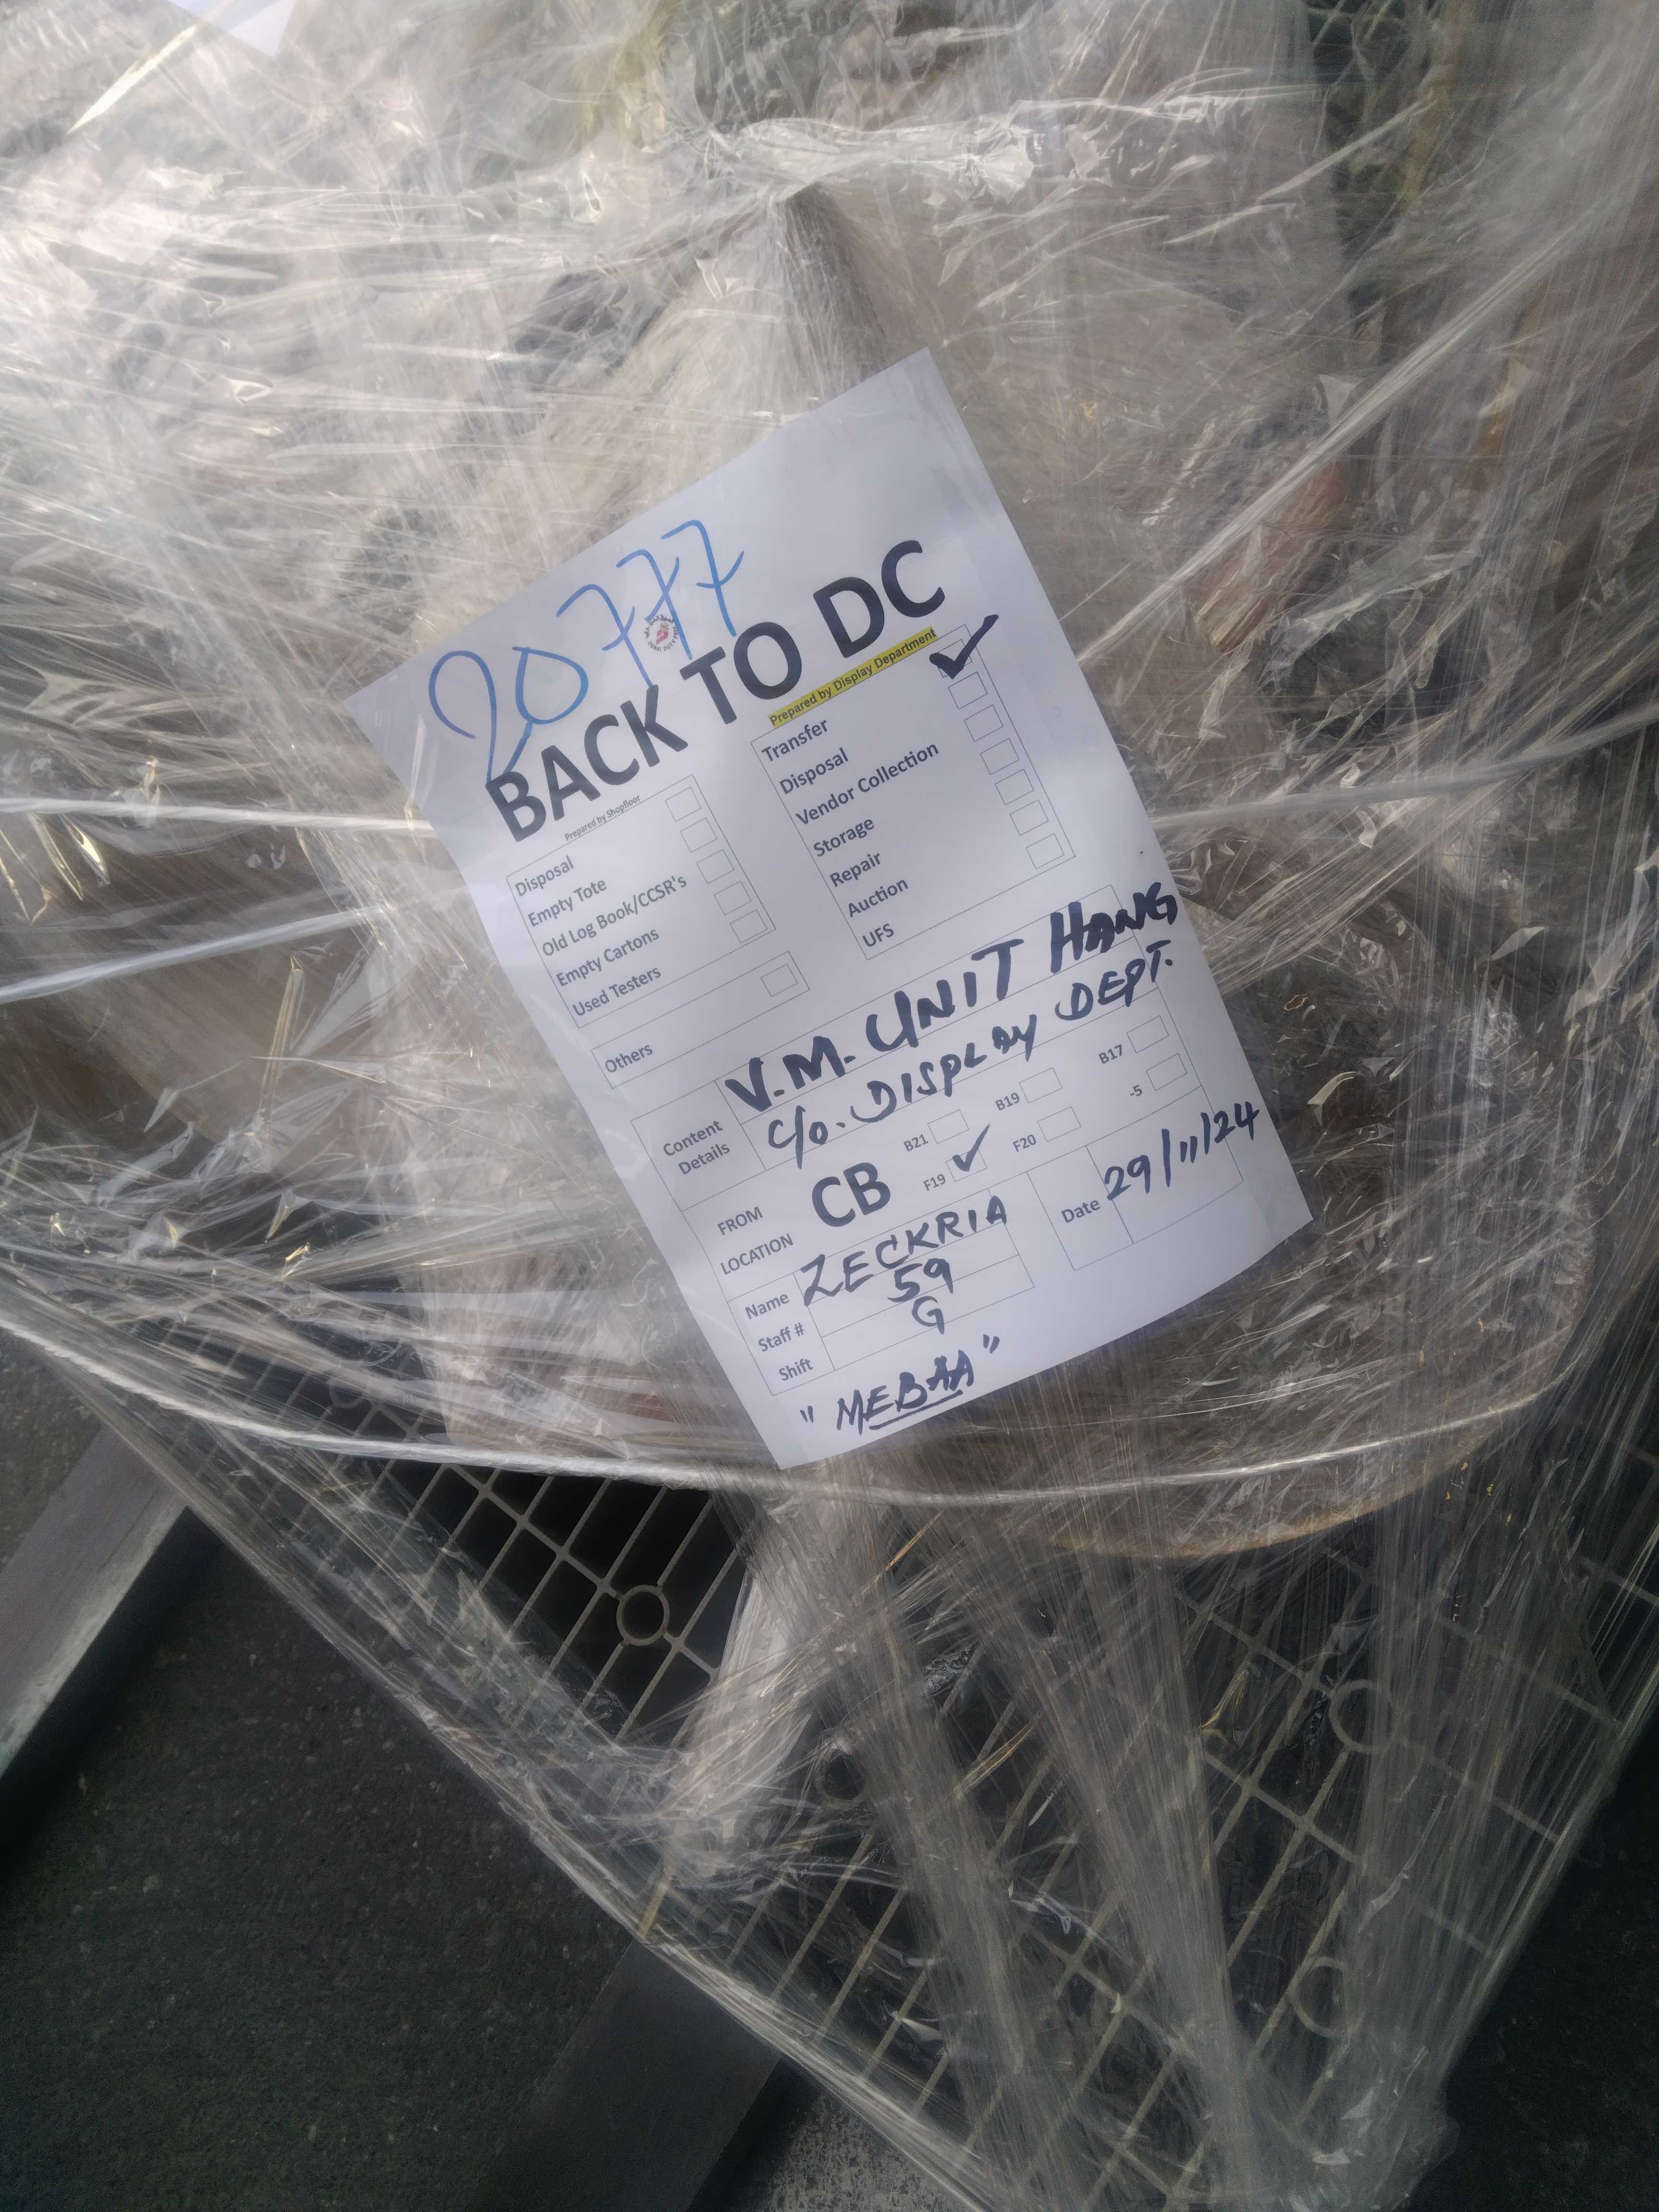 20777
BACK TO DC
Prepared by Shopfloor
Disposal
Empty Tote
Old Log Book/CCSR's
Empty Cartons
Used Testers
Others
Prepared by Display Department
Transfer ✓
Disposal
Vendor Collection
Storage
Repair
Auction
UFS
Content Details
V.M. UNIT HANG
C/o. DISPLAY DEPT.
FROM LOCATION
CB
B21 B19 B17
F19 ✓ F20 -5
Name ZECKRIA
Staff # 59
Shift G
Date 29/11/24
"MEBAA"